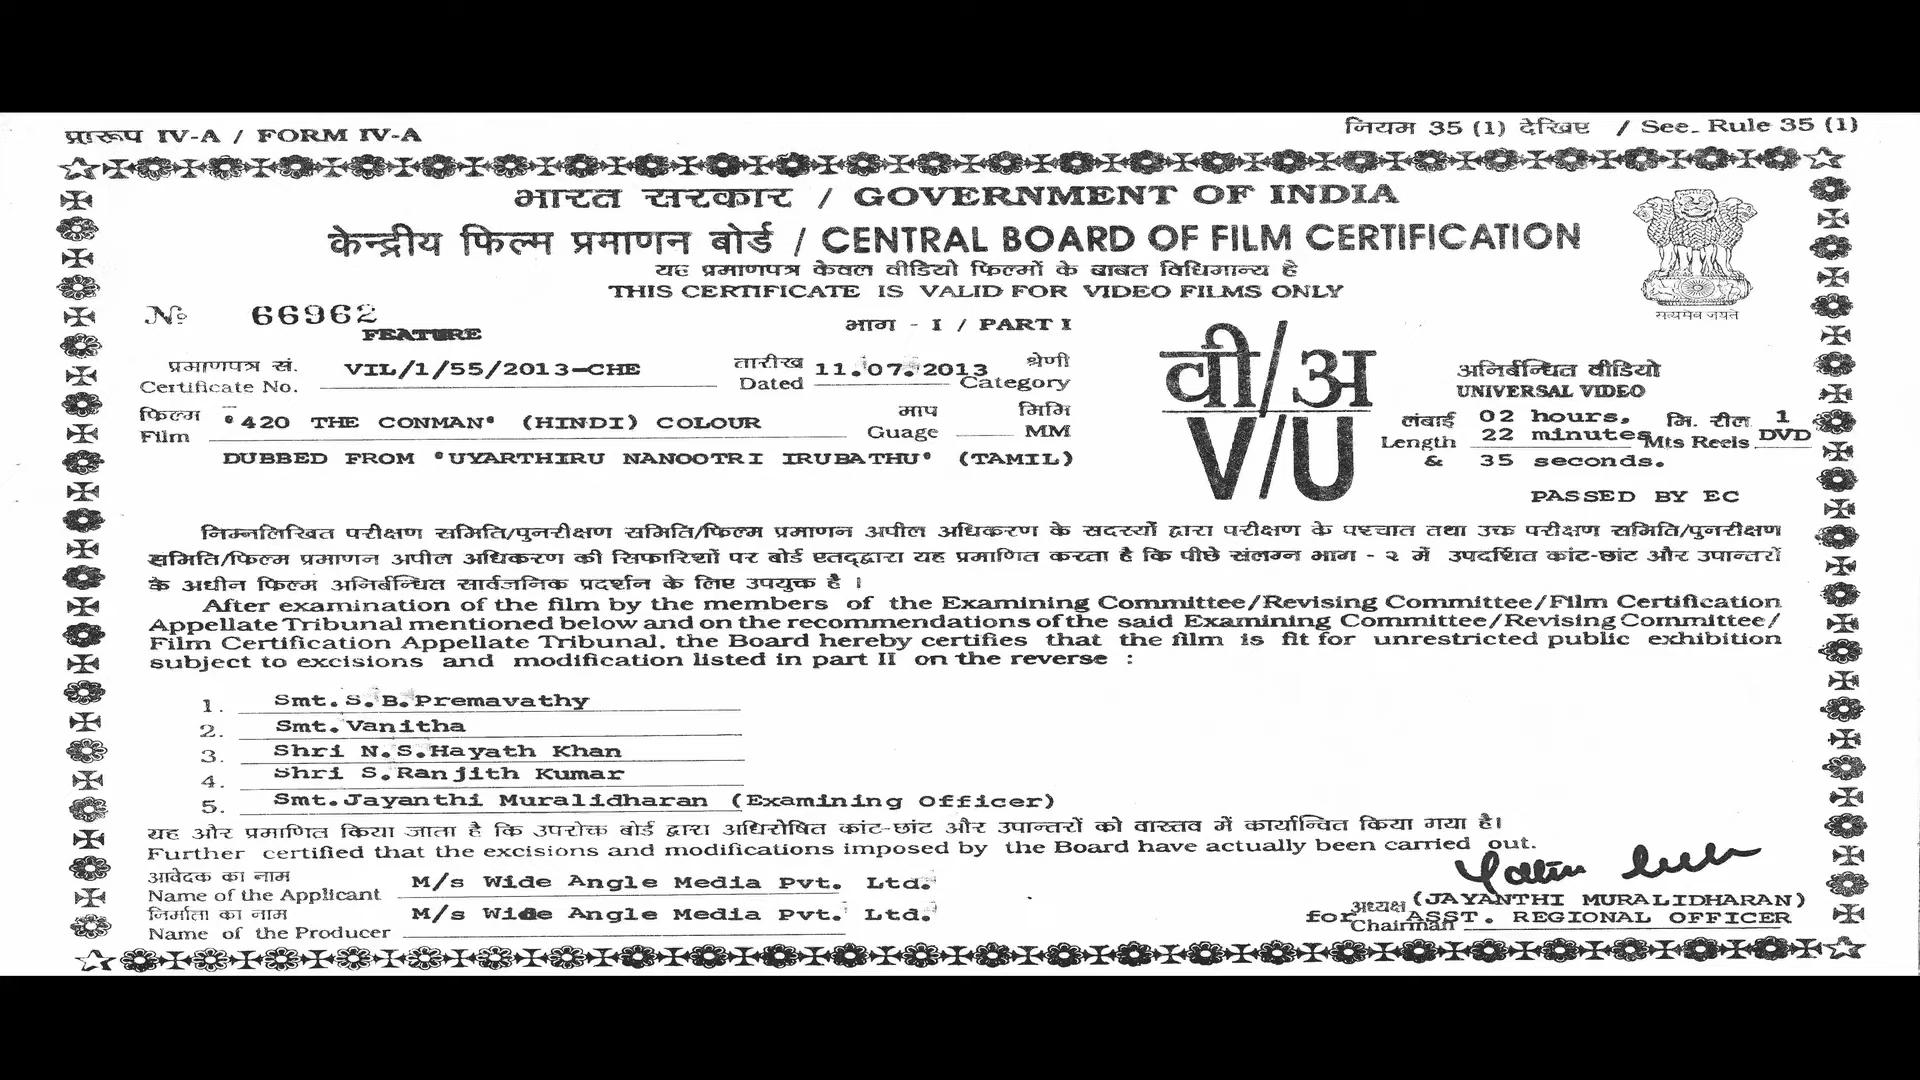 प्रारूप IV-A / FORM IV-A
नियम 35 (1) देखिए / See. Rule 35 (1)
भारत सरकार / GOVERNMENT OF INDIA
केन्द्रीय फिल्म प्रमाणन बोर्ड / CENTRAL BOARD OF FILM CERTIFICATION
यह प्रमाणपत्र केवल वीडियो फिल्मों के बाबत विधिमान्य है
THIS CERTIFICATE IS VALID FOR VIDEO FILMS ONLY
सत्यमेव जयते
No 66962
FEATURE
भाग - I / PART I
प्रमाणपत्र सं. VIL/1/55/2013-CHE तारीख 11.07.2013 श्रेणी
Certificate No. Dated Category
वी/अ
V/U
अनिर्बन्धित वीडियो
UNIVERSAL VIDEO
फिल्म '420 THE CONMAN' (HINDI) COLOUR माप मिमि
Film Guage MM
DUBBED FROM 'UYARTHIRU NANOOTRI IRUBATHU' (TAMIL)
लंबाई 02 hours, मि. रील 1
Length 22 minutes Mts Reels DVD
& 35 seconds.
PASSED BY EC
निम्नलिखित परीक्षण समिति/पुनरीक्षण समिति/फिल्म प्रमाणन अपील अधिकरण के सदस्यों द्वारा परीक्षण के पश्चात तथा उक्त परीक्षण समिति/पुनरीक्षण
समिति/फिल्म प्रमाणन अपील अधिकरण की सिफारिशों पर बोर्ड एतद्द्वारा यह प्रमाणित करता है कि पीछे संलग्न भाग - २ में उपदर्शित कांट-छांट और उपान्तरों
के अधीन फिल्म अनिर्बन्धित सार्वजनिक प्रदर्शन के लिए उपयुक्त है ।
After examination of the film by the members of the Examining Committee/Revising Committee/Film Certification
Appellate Tribunal mentioned below and on the recommendations of the said Examining Committee/Revising Committee/
Film Certification Appellate Tribunal, the Board hereby certifies that the film is fit for unrestricted public exhibition
subject to excisions and modification listed in part II on the reverse :
1. Smt.S.B.Premavathy
2. Smt.Vanitha
3. Shri N.S.Hayath Khan
4. Shri S.Ranjith Kumar
5. Smt.Jayanthi Muralidharan (Examining Officer)
यह और प्रमाणित किया जाता है कि उपरोक्त बोर्ड द्वारा अधिरोपित कांट-छांट और उपान्तरों को वास्तव में कार्यान्वित किया गया है।
Further certified that the excisions and modifications imposed by the Board have actually been carried out.
आवेदक का नाम M/s Wide Angle Media Pvt. Ltd.
Name of the Applicant
निर्माता का नाम M/s Wide Angle Media Pvt. Ltd.
Name of the Producer
अध्यक्ष (JAYANTHI MURALIDHARAN)
for ASST. REGIONAL OFFICER
Chairman